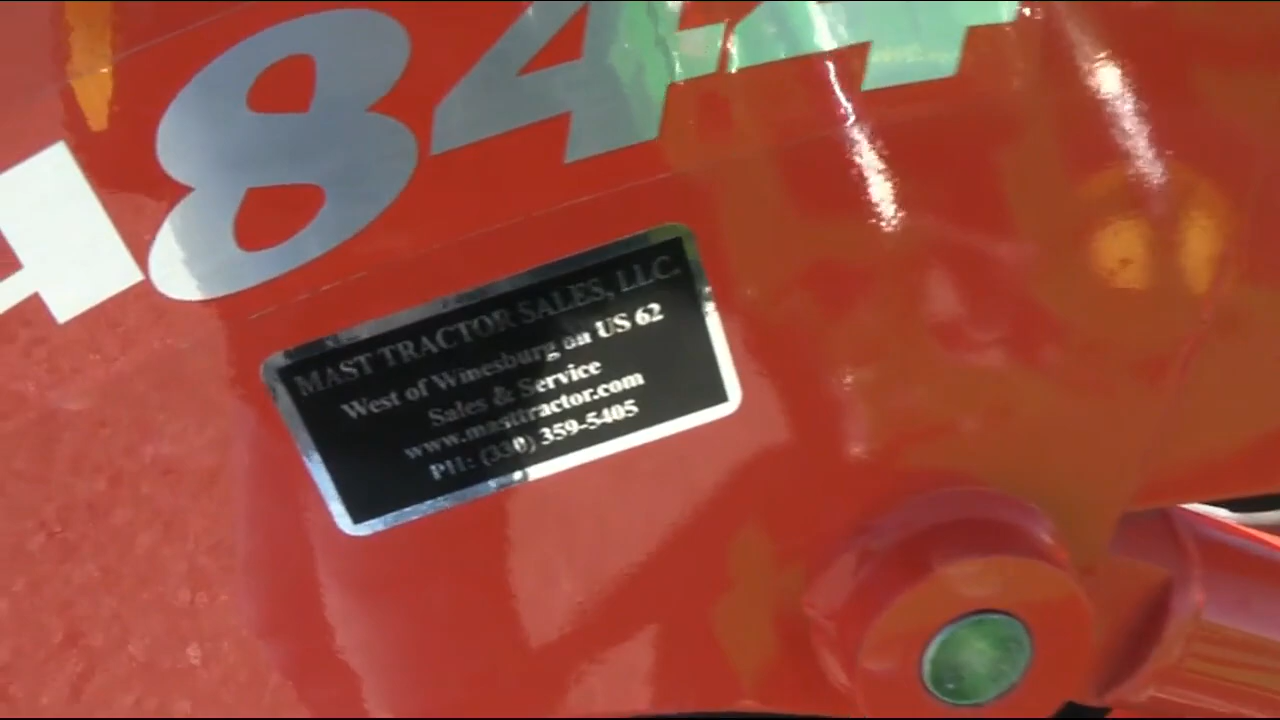 844
MAST TRACTOR SALES, LLC.
West of Winesburg on US 62
Sales & Service
www.masttractor.com
PH: (330) 359-5405